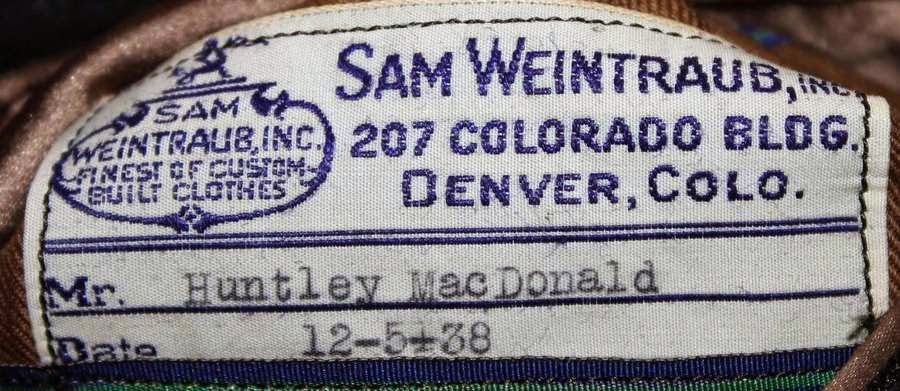 SAM
WEINTRAUB, INC.
FINEST OF CUSTOM-
BUILT CLOTHES
SAM WEINTRAUB, INC.
207 COLORADO BLDG.
DENVER, COLO.
Mr. Huntley MacDonald
Date 12-5-38